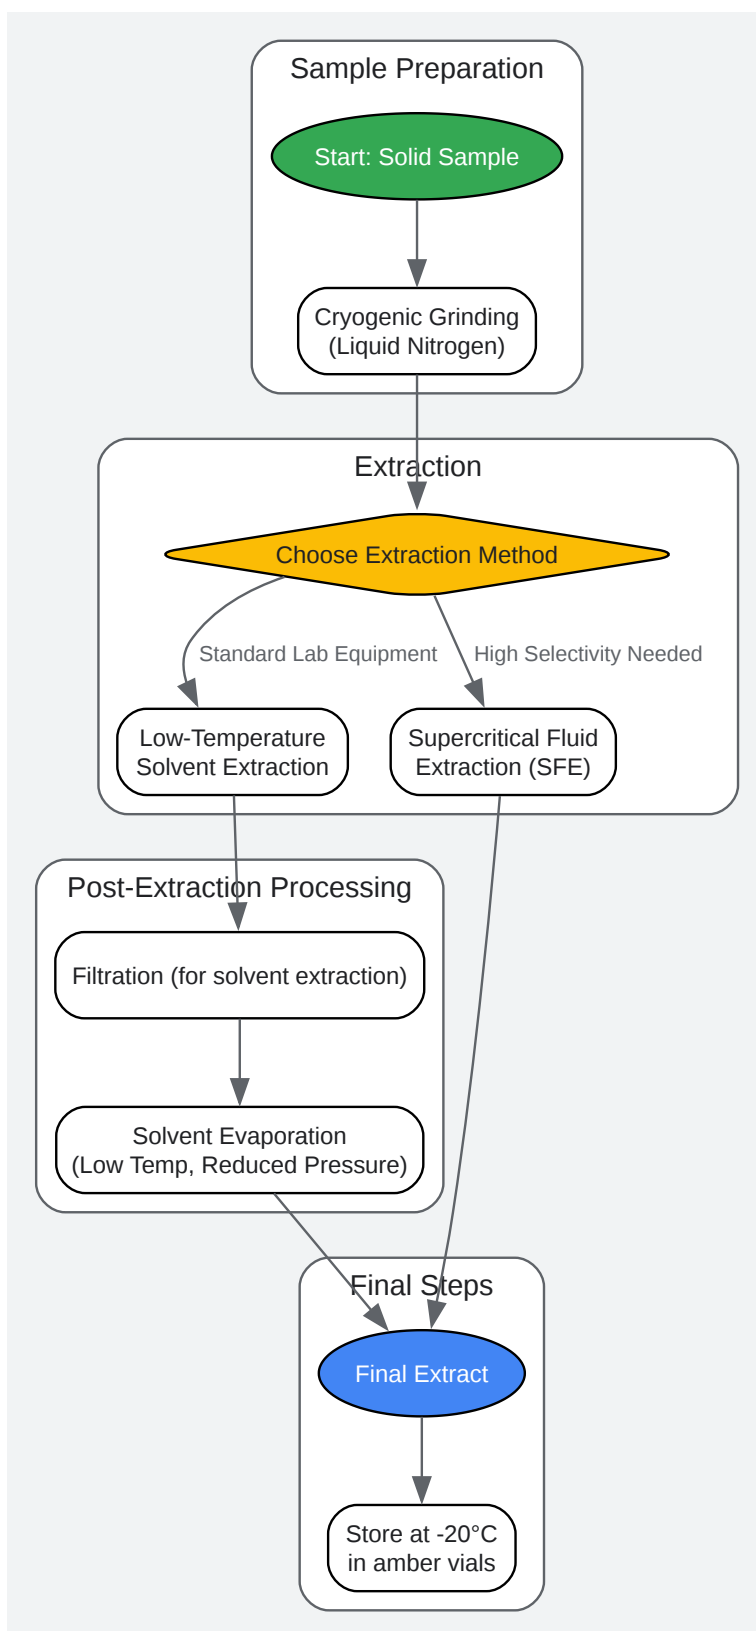 Sample Preparation
Start: Solid Sample
Cryogenic Grinding
(Liquid Nitrogen)
Extraction
Choose Extraction Method
Standard Lab Equipment
High Selectivity Needed
Low-Temperature
Solvent Extraction
Supercritical Fluid
Extraction (SFE)
Post-Extraction Processing
Filtration (for solvent extraction)
Solvent Evaporation
(Low Temp, Reduced Pressure)
Final Steps
Final Extract
Store at -20°C
in amber vials